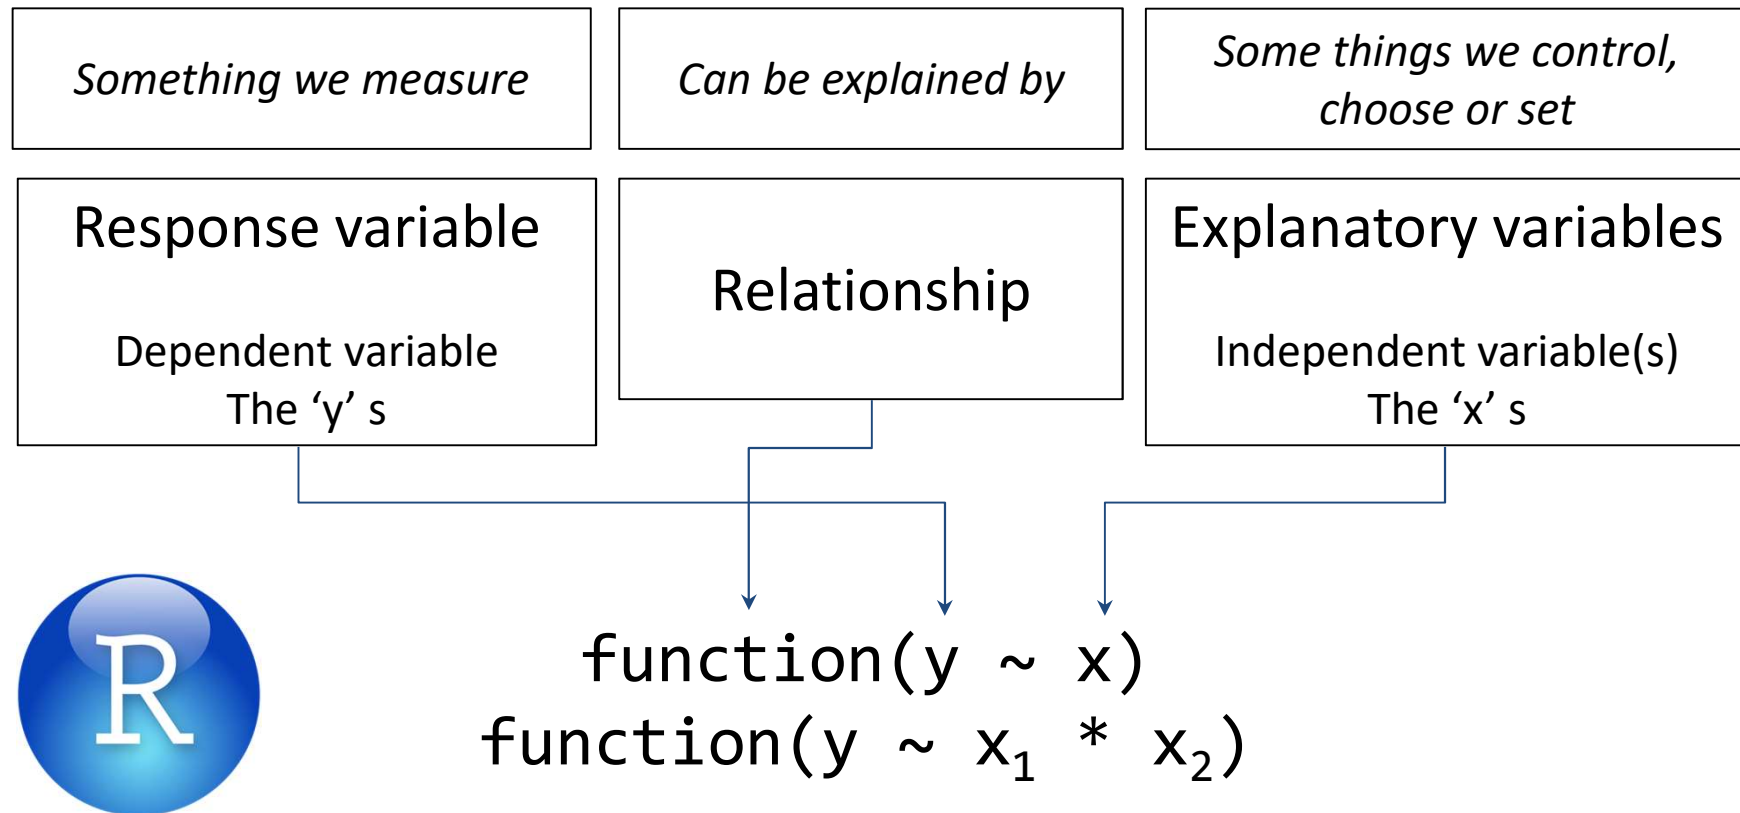 Something we measure
Can be explained by
Some things we control,
choose or set
Response variable
Dependent variable
The ‘y’ s
Relationship
Explanatory variables
Independent variable(s)
The ‘x’ s
R
function(y ~ x)
function(y ~ x₁ * x₂)